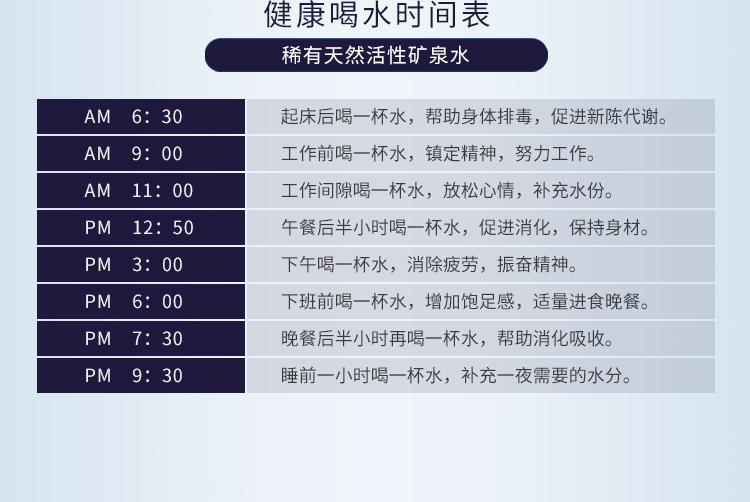 健康喝水时间表
稀有天然活性矿泉水
AM 6：30 起床后喝一杯水，帮助身体排毒，促进新陈代谢。
AM 9：00 工作前喝一杯水，镇定精神，努力工作。
AM 11：00 工作间隙喝一杯水，放松心情，补充水份。
PM 12：50 午餐后半小时喝一杯水，促进消化，保持身材。
PM 3：00 下午喝一杯水，消除疲劳，振奋精神。
PM 6：00 下班前喝一杯水，增加饱足感，适量进食晚餐。
PM 7：30 晚餐后半小时再喝一杯水，帮助消化吸收。
PM 9：30 睡前一小时喝一杯水，补充一夜需要的水分。